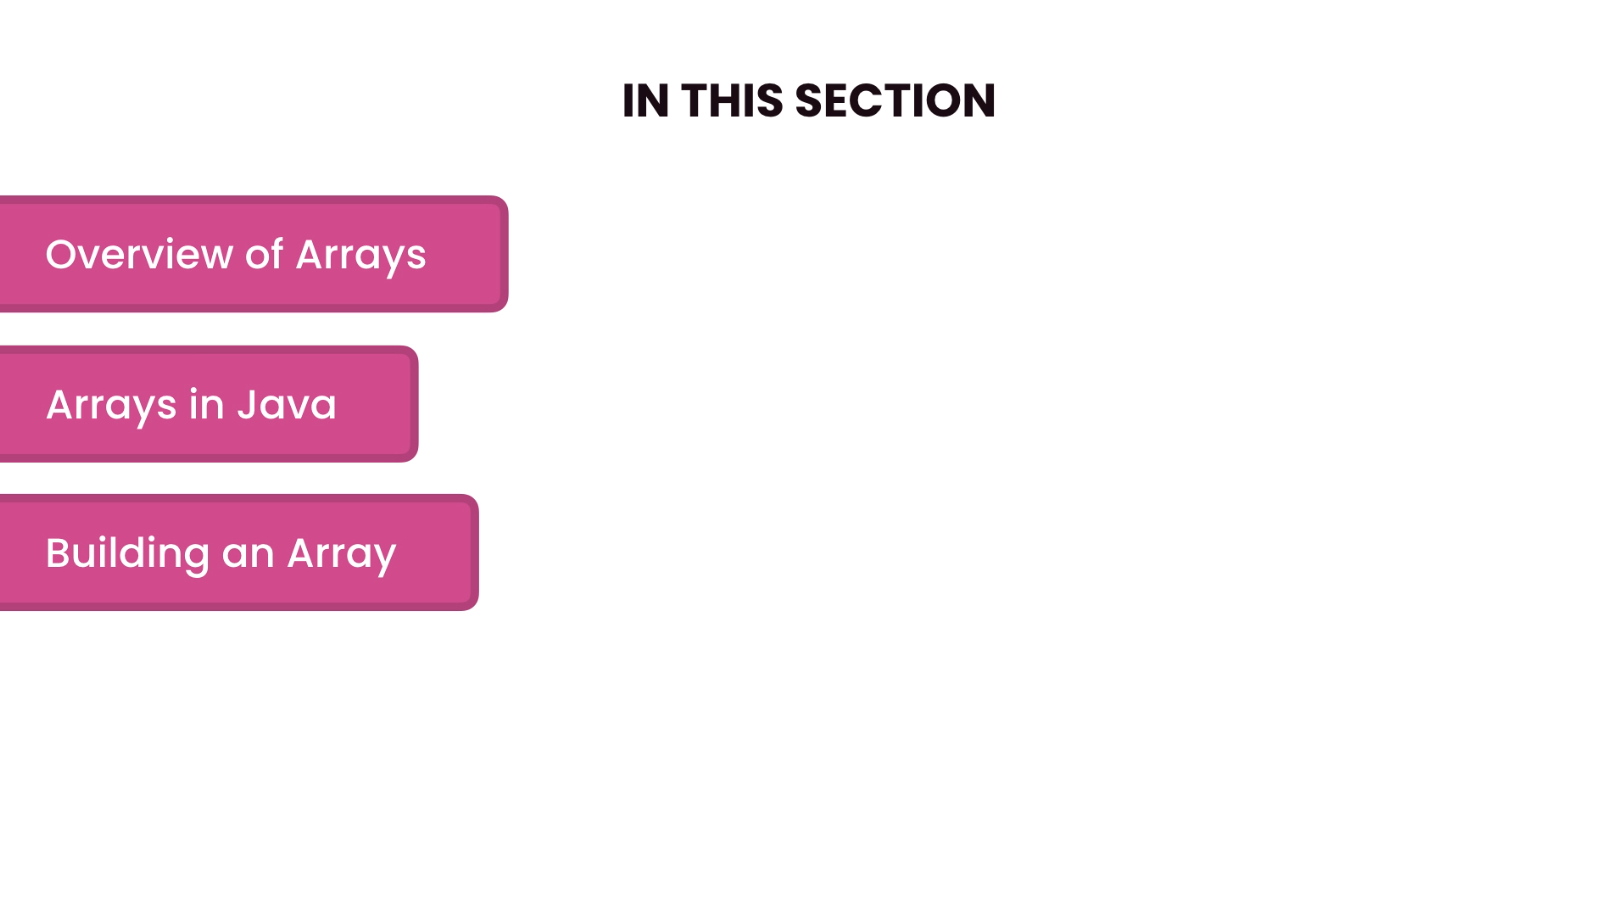 IN THIS SECTION
Overview of Arrays
Arrays in Java
Building an Array